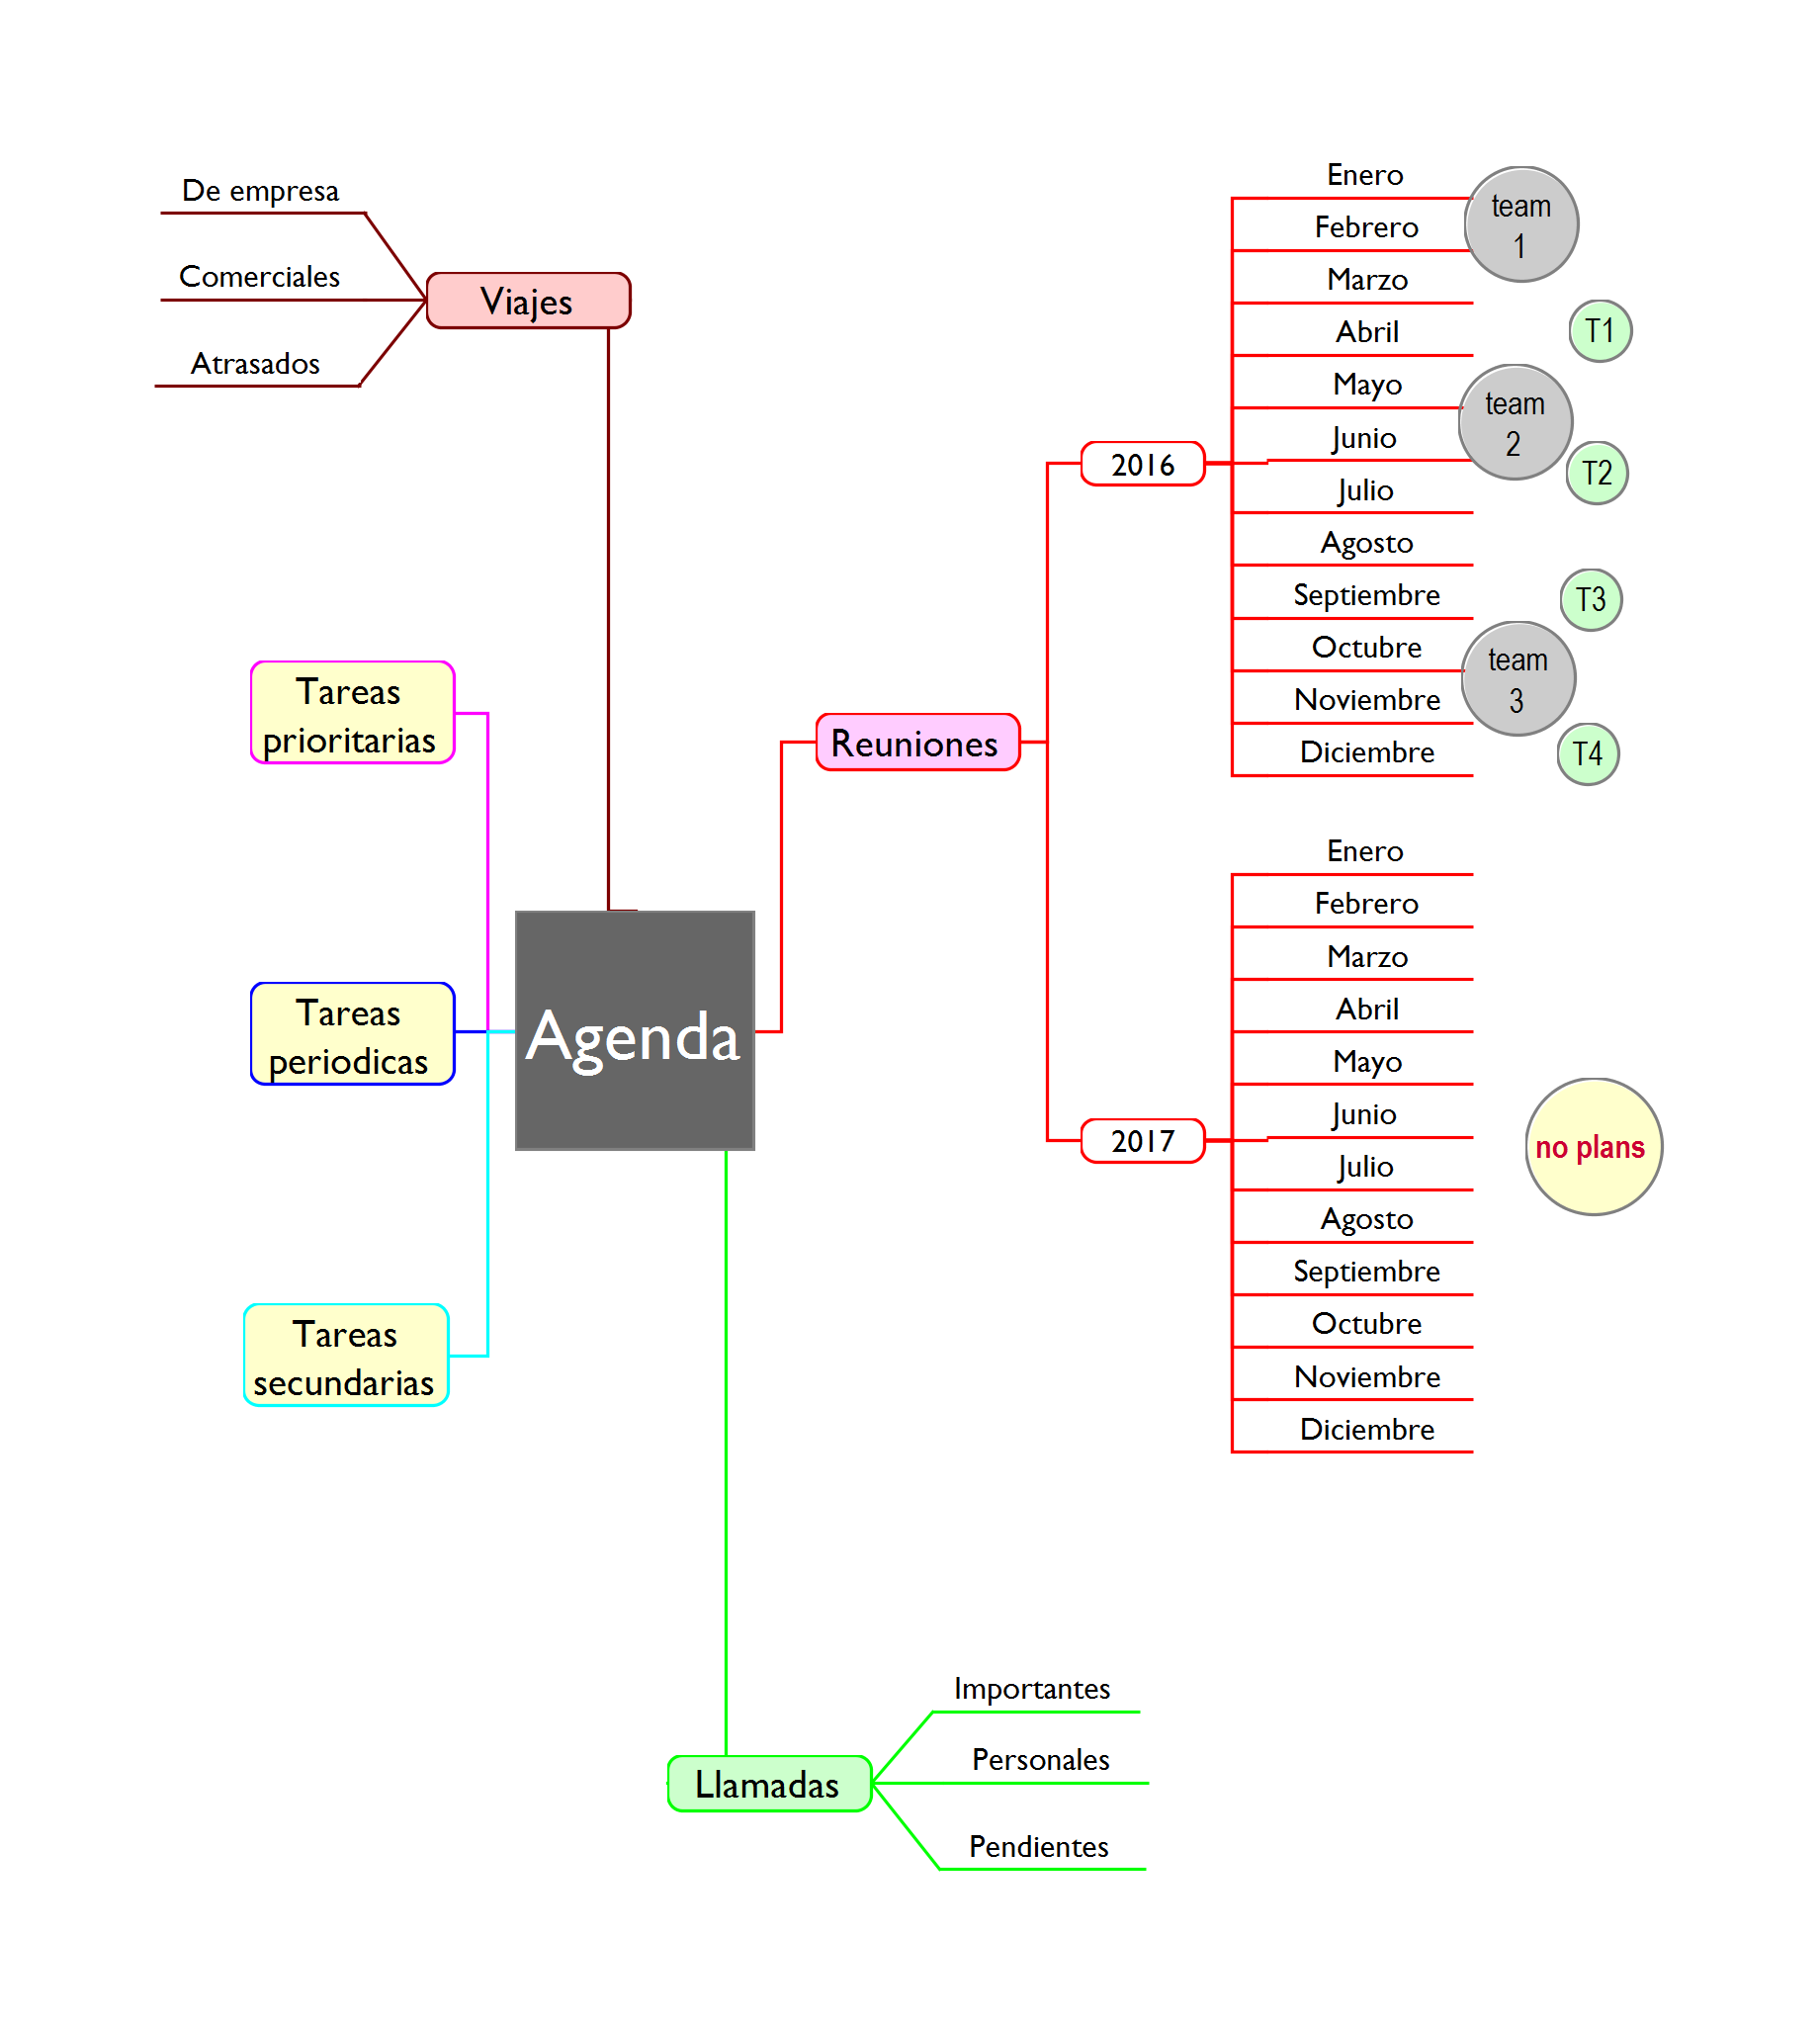 De empresa
Comerciales
Atrasados
Viajes
Tareas
prioritarias
Tareas
periodicas
Tareas
secundarias
Agenda
Reuniones
2016
Enero
Febrero
Marzo
Abril
Mayo
Junio
Julio
Agosto
Septiembre
Octubre
Noviembre
Diciembre
team
1
T1
team
2
T2
T3
team
3
T4
2017
Enero
Febrero
Marzo
Abril
Mayo
Junio
Julio
Agosto
Septiembre
Octubre
Noviembre
Diciembre
no plans
Llamadas
Importantes
Personales
Pendientes